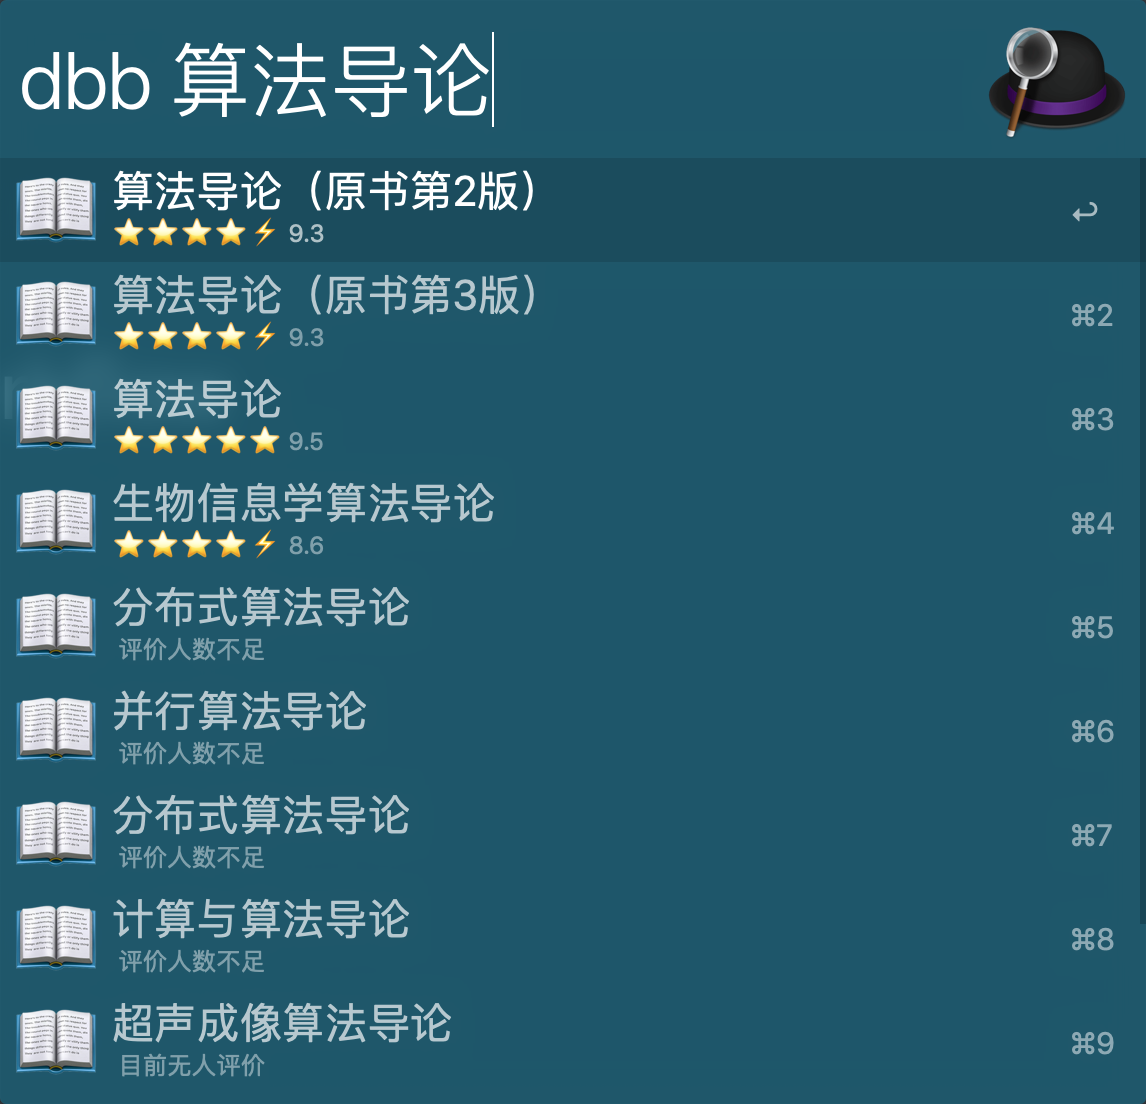 dbb 算法导论
算法导论（原书第2版）
⭐⭐⭐⭐⚡ 9.3
↩
算法导论（原书第3版）
⭐⭐⭐⭐⚡ 9.3
⌘2
算法导论
⭐⭐⭐⭐⭐ 9.5
⌘3
生物信息学算法导论
⭐⭐⭐⭐⚡ 8.6
⌘4
分布式算法导论
评价人数不足
⌘5
并行算法导论
评价人数不足
⌘6
分布式算法导论
评价人数不足
⌘7
计算与算法导论
评价人数不足
⌘8
超声成像算法导论
目前无人评价
⌘9